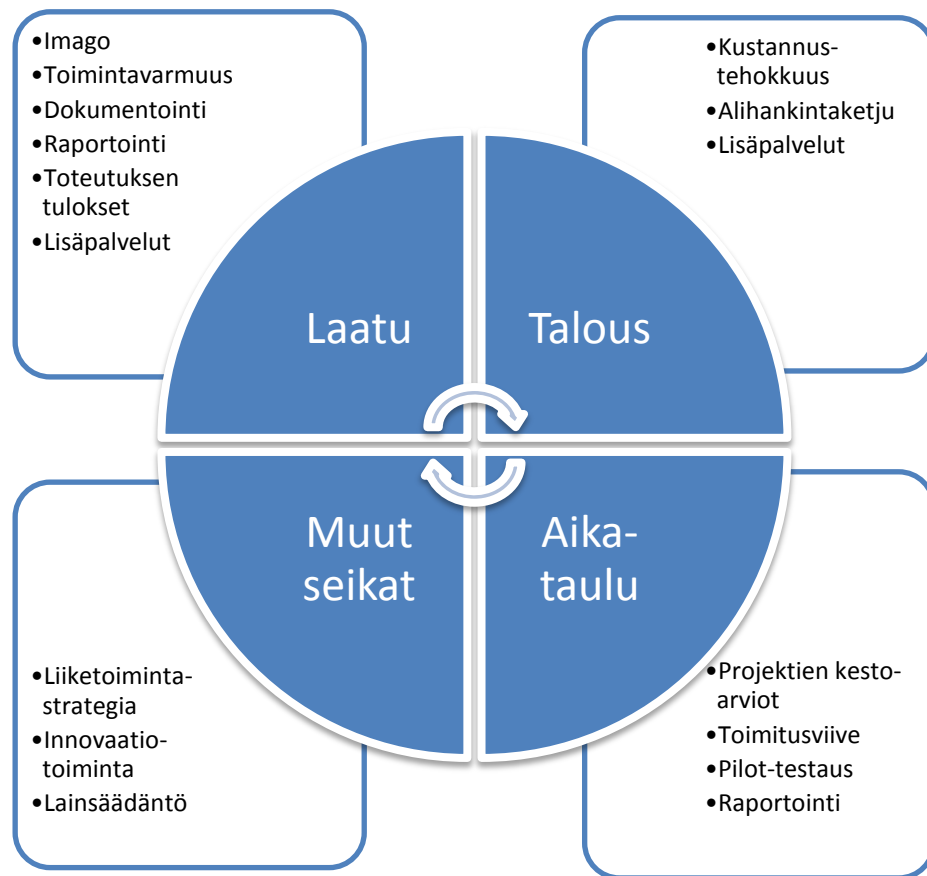 •Imago
•Toimintavarmuus
•Dokumentointi
•Raportointi
•Toteutuksen
tulokset
•Lisäpalvelut
•Kustannus-
tehokkuus
•Alihankintaketju
•Lisäpalvelut
Laatu
Talous
Muut
seikat
Aika-
taulu
•Liiketoiminta-
strategia
•Innovaatio-
toiminta
•Lainsäädäntö
•Projektien kesto-
arviot
•Toimitusviive
•Pilot-testaus
•Raportointi